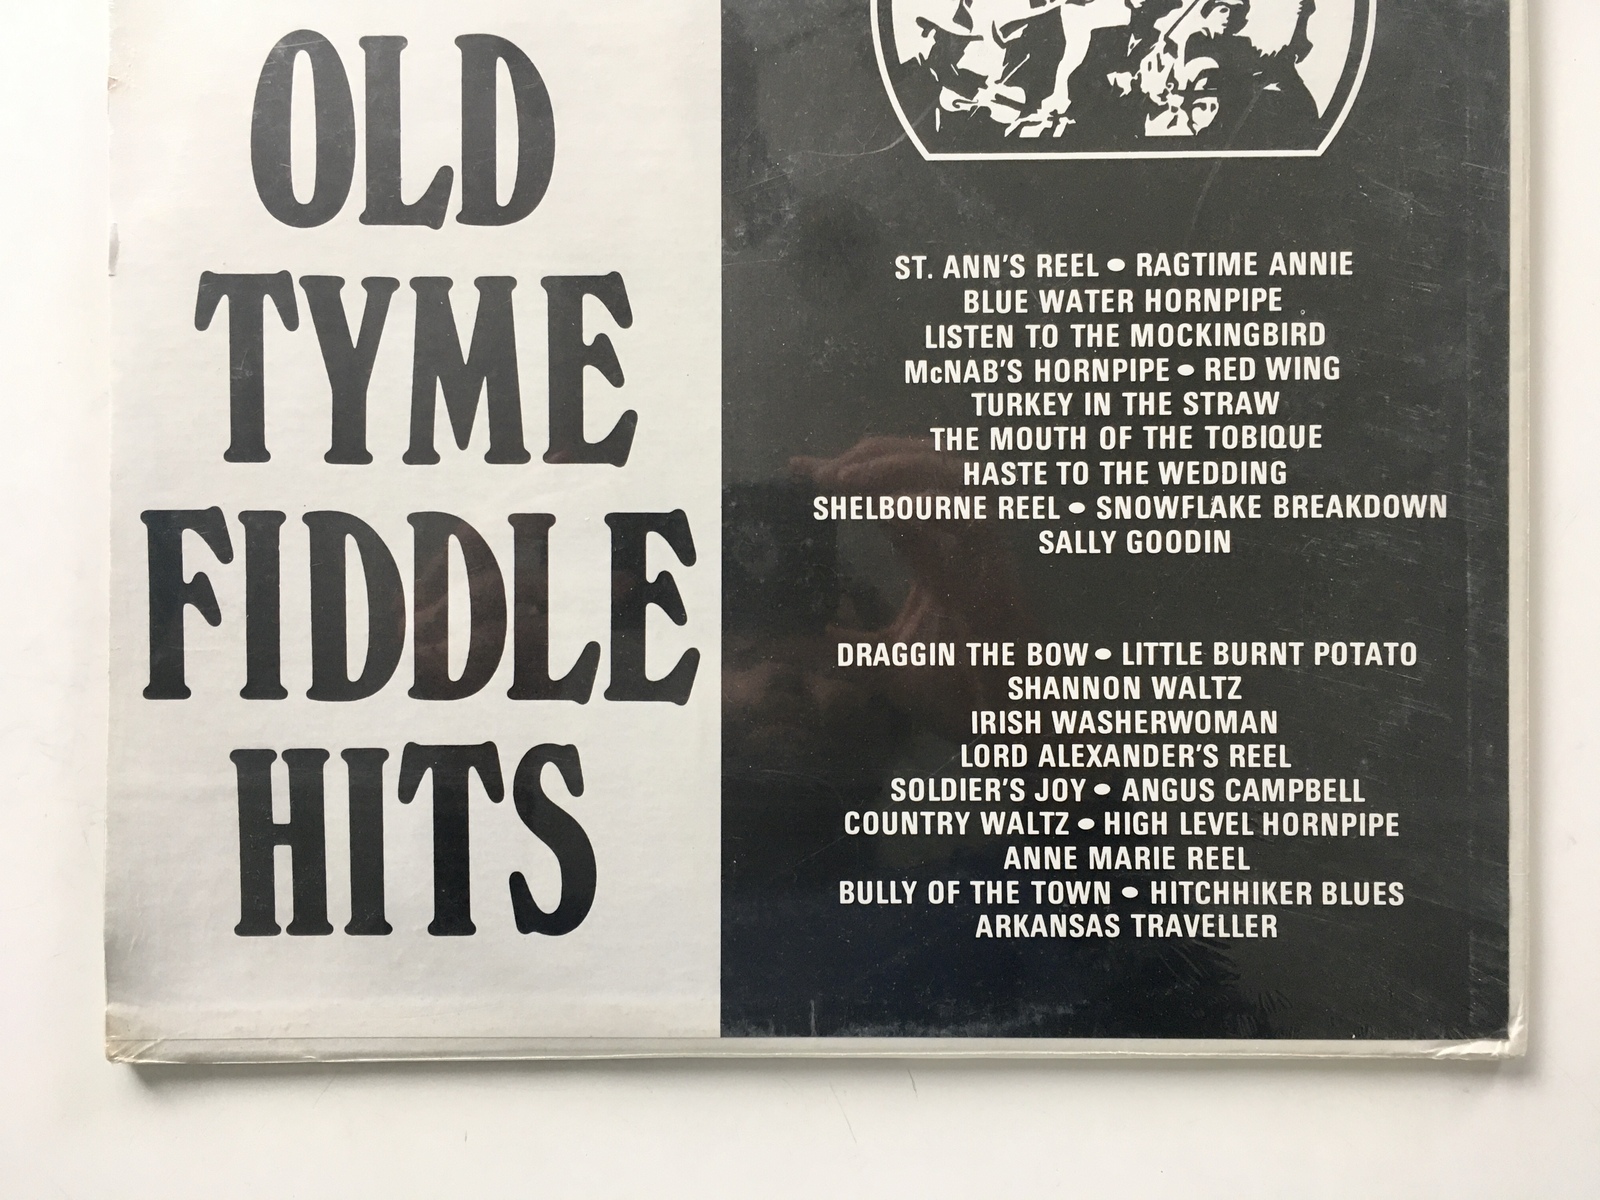 OLD
TYME
FIDDLE
HITS
ST. ANN'S REEL • RAGTIME ANNIE
BLUE WATER HORNPIPE
LISTEN TO THE MOCKINGBIRD
McNAB'S HORNPIPE • RED WING
TURKEY IN THE STRAW
THE MOUTH OF THE TOBIQUE
HASTE TO THE WEDDING
SHELBOURNE REEL • SNOWFLAKE BREAKDOWN
SALLY GOODIN
DRAGGIN THE BOW • LITTLE BURNT POTATO
SHANNON WALTZ
IRISH WASHERWOMAN
LORD ALEXANDER'S REEL
SOLDIER'S JOY • ANGUS CAMPBELL
COUNTRY WALTZ • HIGH LEVEL HORNPIPE
ANNE MARIE REEL
BULLY OF THE TOWN • HITCHHIKER BLUES
ARKANSAS TRAVELLER